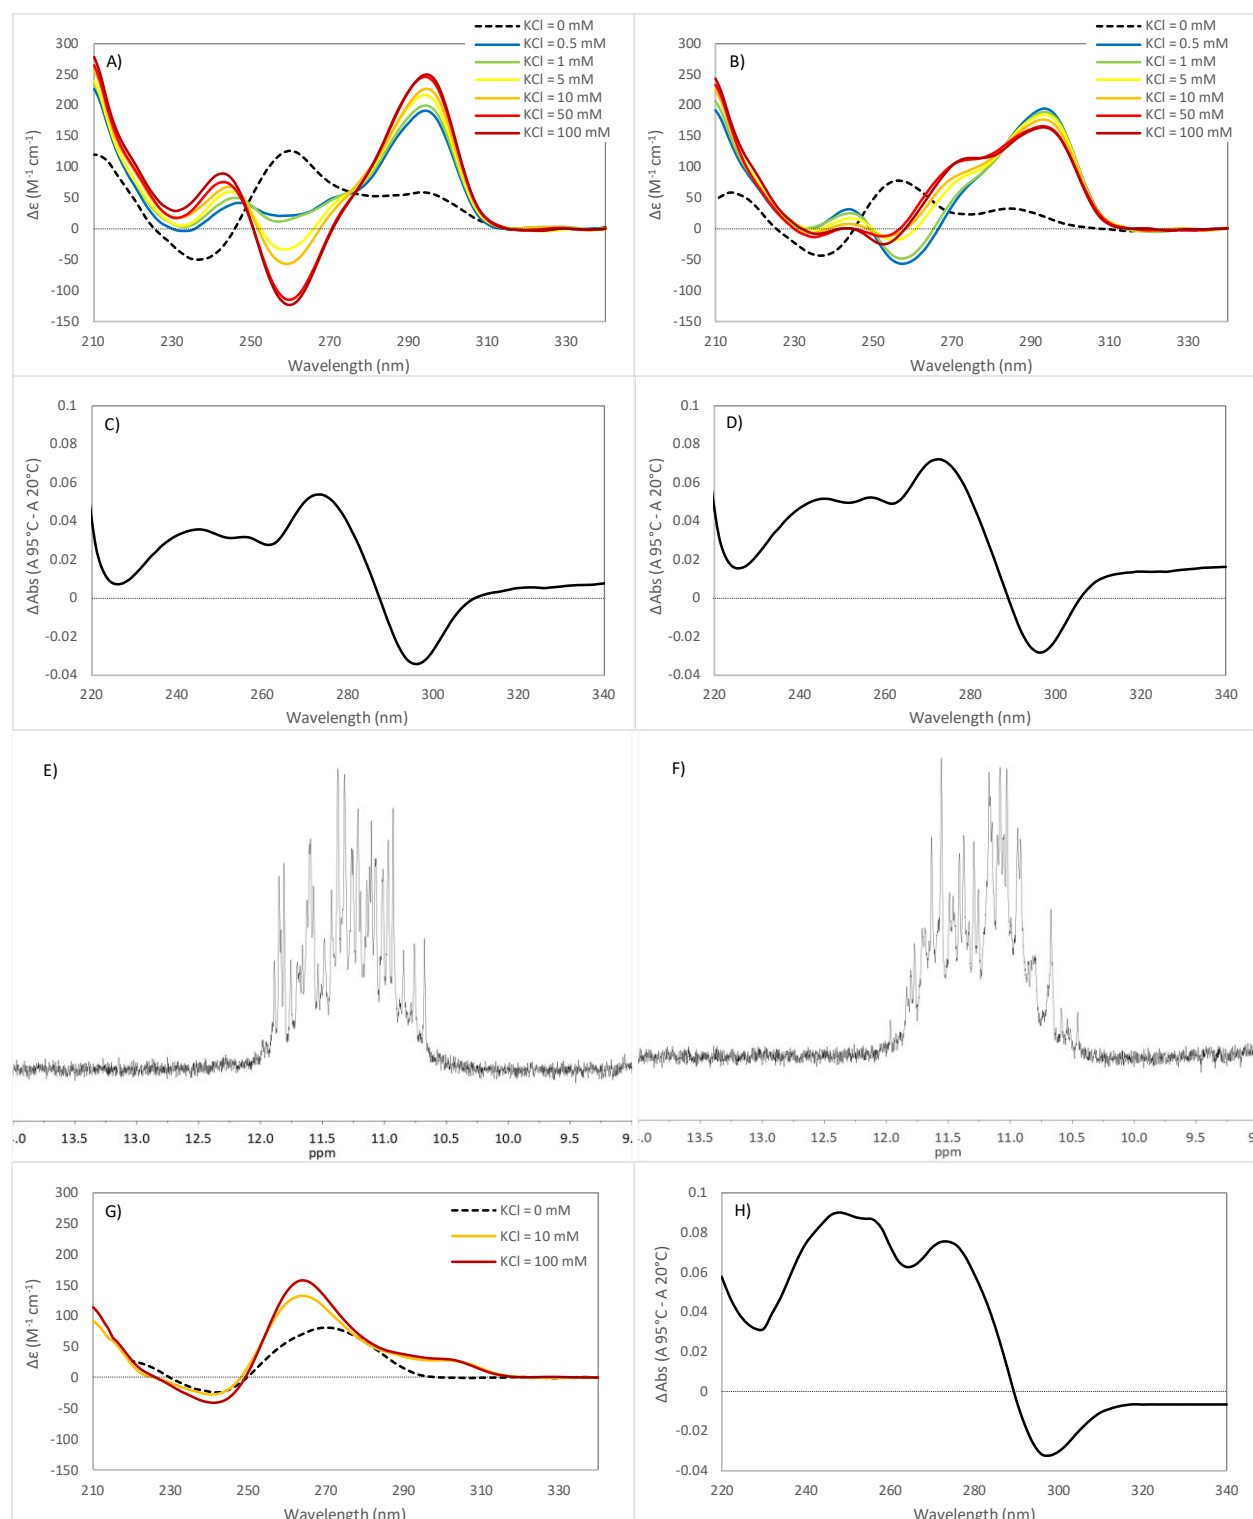 KCl = 0 mM
KCl = 0.5 mM
KCl = 1 mM
KCl = 5 mM
KCl = 10 mM
KCl = 50 mM
KCl = 100 mM
A)
300
250
200
150
100
50
0
-50
-100
-150
Δε (M⁻¹ cm⁻¹)
210 230 250 270 290 310 330
Wavelength (nm)
KCl = 0 mM
KCl = 0.5 mM
KCl = 1 mM
KCl = 5 mM
KCl = 10 mM
KCl = 50 mM
KCl = 100 mM
B)
300
250
200
150
100
50
0
-50
-100
-150
Δε (M⁻¹ cm⁻¹)
210 230 250 270 290 310 330
Wavelength (nm)
C)
0.1
0.08
0.06
0.04
0.02
0
-0.02
-0.04
ΔAbs (A 95°C - A 20°C)
220 240 260 280 300 320 340
Wavelength (nm)
D)
0.1
0.08
0.06
0.04
0.02
0
-0.02
-0.04
ΔAbs (A 95°C - A 20°C)
220 240 260 280 300 320 340
Wavelength (nm)
E)
.0 13.5 13.0 12.5 12.0 11.5 11.0 10.5 10.0 9.5 9.
ppm
F)
.0 13.5 13.0 12.5 12.0 11.5 11.0 10.5 10.0 9.5 9
ppm
G)
KCl = 0 mM
KCl = 10 mM
KCl = 100 mM
300
250
200
150
100
50
0
-50
-100
-150
Δε (M⁻¹ cm⁻¹)
210 230 250 270 290 310 330
Wavelength (nm)
H)
0.1
0.08
0.06
0.04
0.02
0
-0.02
-0.04
ΔAbs (A 95°C - A 20°C)
220 240 260 280 300 320 340
Wavelength (nm)